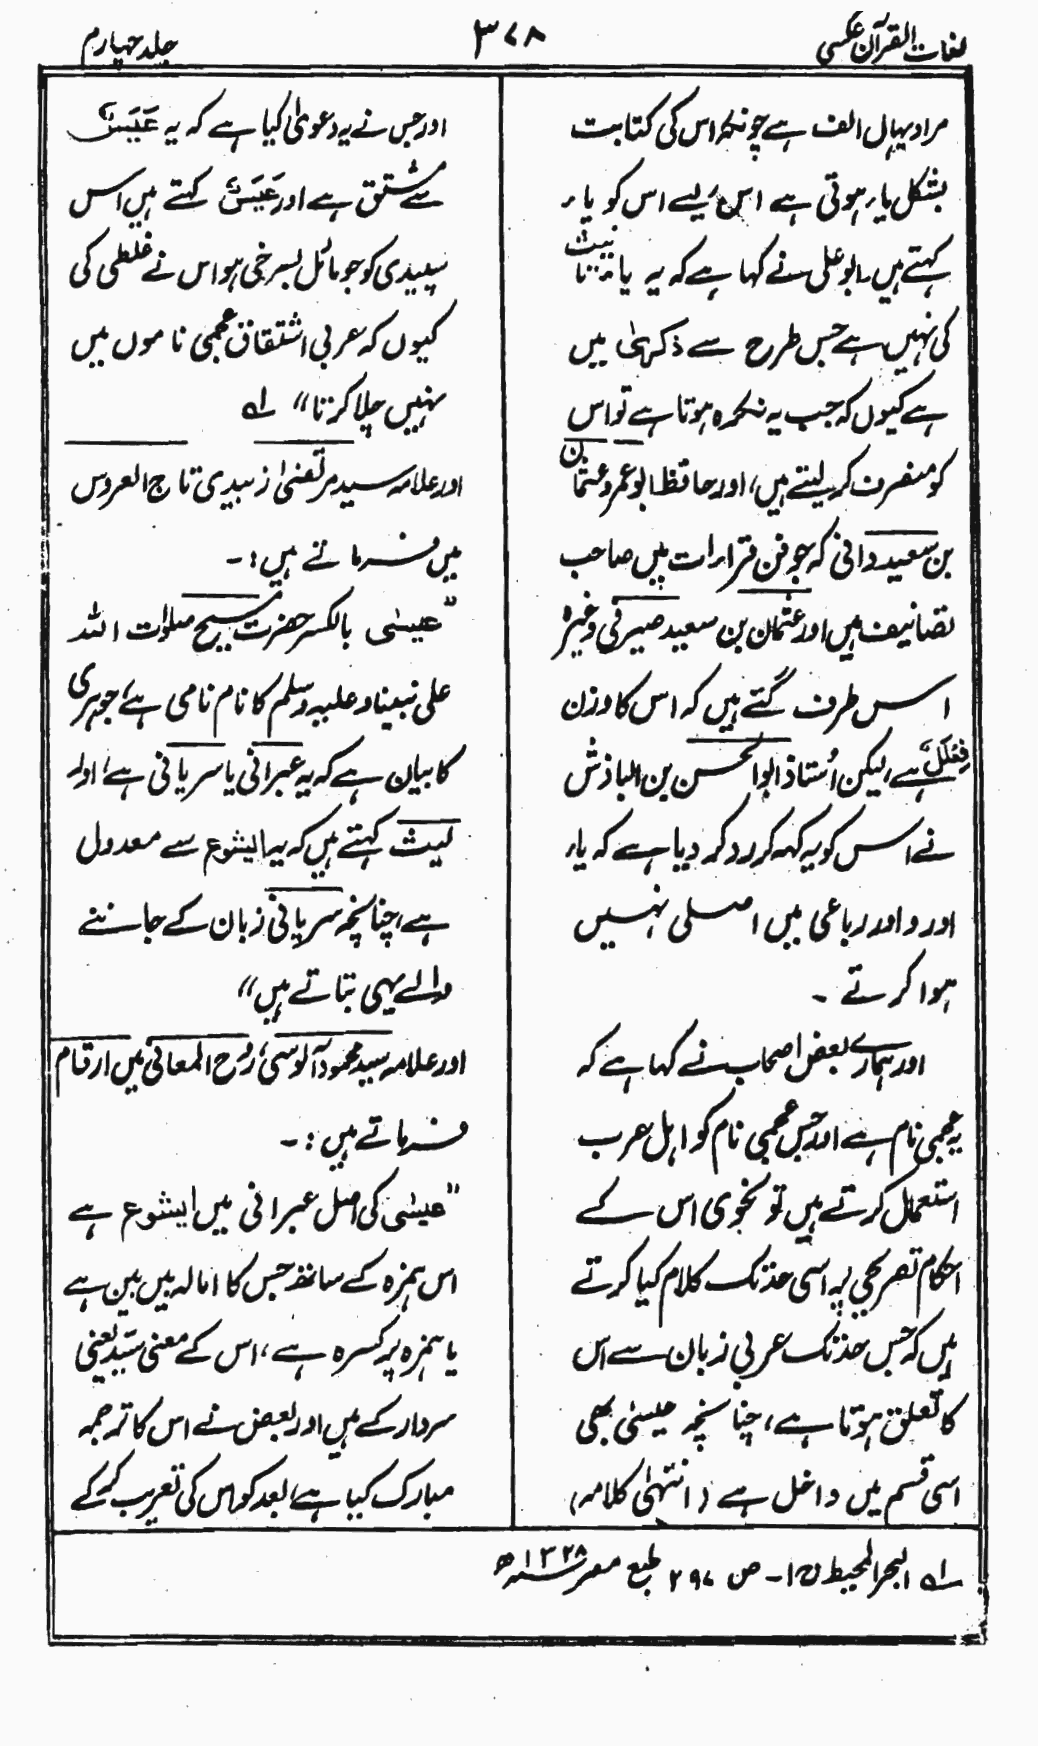 لغات القرآن عکسی
۳۷۸
جلد چہارم
مراد یہاں الف ہے چونکہ اس کی کتابت
بشکل یاء ہوتی ہے اس لیے اس کو یاء
کہتے ہیں۔ ابو علی نے کہا ہے کہ یہ یاء تانیث
کی نہیں ہے جس طرح سے ذکریٰ میں
ہے کیوں کہ جب یہ نکرہ ہوتا ہے تو اس
کو منصرف کر لیتے ہیں، اور حافظ ابو عمرو عثمان
بن سعید دانی کہ جو فن قراءت میں صاحب
تصانیف ہیں اور عثمان بن سعید صیرفی وغیرہ
اس طرف گئے ہیں کہ اس کا وزن
فِعْلَلٌ ہے، لیکن اُستاذ ابوالحسن بن الباذش
نے اس کو یہ کہہ کر رد کر دیا ہے کہ یاء
اور واو رباعی میں اصلی نہیں
ہوا کرتے ۔
اور ہمارے بعض اصحاب نے کہا ہے کہ
یہ عجمی نام ہے اور جس عجمی نام کو اہل عرب
استعمال کرتے ہیں تو نحوی اس کے
احکام تصریحی پہ اسی حد تک کلام کیا کرتے
ہیں کہ جس حد تک عربی زبان سے اس
کا تعلق ہوتا ہے، چنانچہ عیسیٰ بھی
اسی قسم میں داخل ہے (انتہیٰ کلامہ)
اور جس نے یہ دعویٰ کیا ہے کہ یہ عَیَسٌ
سے مشتق ہے اور عَیَسٌ کہتے ہیں اس
سپیدی کو جو مائل بسرخی ہو اس نے غلطی کی
کیوں کہ عربی اشتقاق عجمی ناموں میں
نہیں چلا کرتا" لہ
اور علامہ سید مرتضیٰ زبیدی تاج العروس
میں فرماتے ہیں :-
"عیسیٰ بالکسر حضرت مسیح صلوٰت اللہ
علی نبینا و علیہ وسلم کا نام نامی ہے، جوہری
کا بیان ہے کہ یہ عبرانی یا سریانی ہے، اور
لیث کہتے ہیں کہ یہ ایشوع سے معدول
ہے، چنانچہ سریانی زبان کے جاننے
والے یہی بتاتے ہیں"
اور علامہ سید محمود آلوسی، روح المعانی میں ارقام
فرماتے ہیں :-
"عیسیٰ کی اصل عبرانی میں ایشوع ہے
اس ہمزہ کے ساتھ جس کا امالہ بین بین ہے
یا ہمزہ پر کسرہ ہے، اس کے معنی سَیِّد یعنی
سردار کے ہیں اور بعض نے اس کا ترجمہ
مبارک کیا ہے، بعد کو اس کی تعریب کر کے
لہ البحر المحیط ج ۱- ص ۲۹۷ طبع مصر ۱۳۲۸ھ